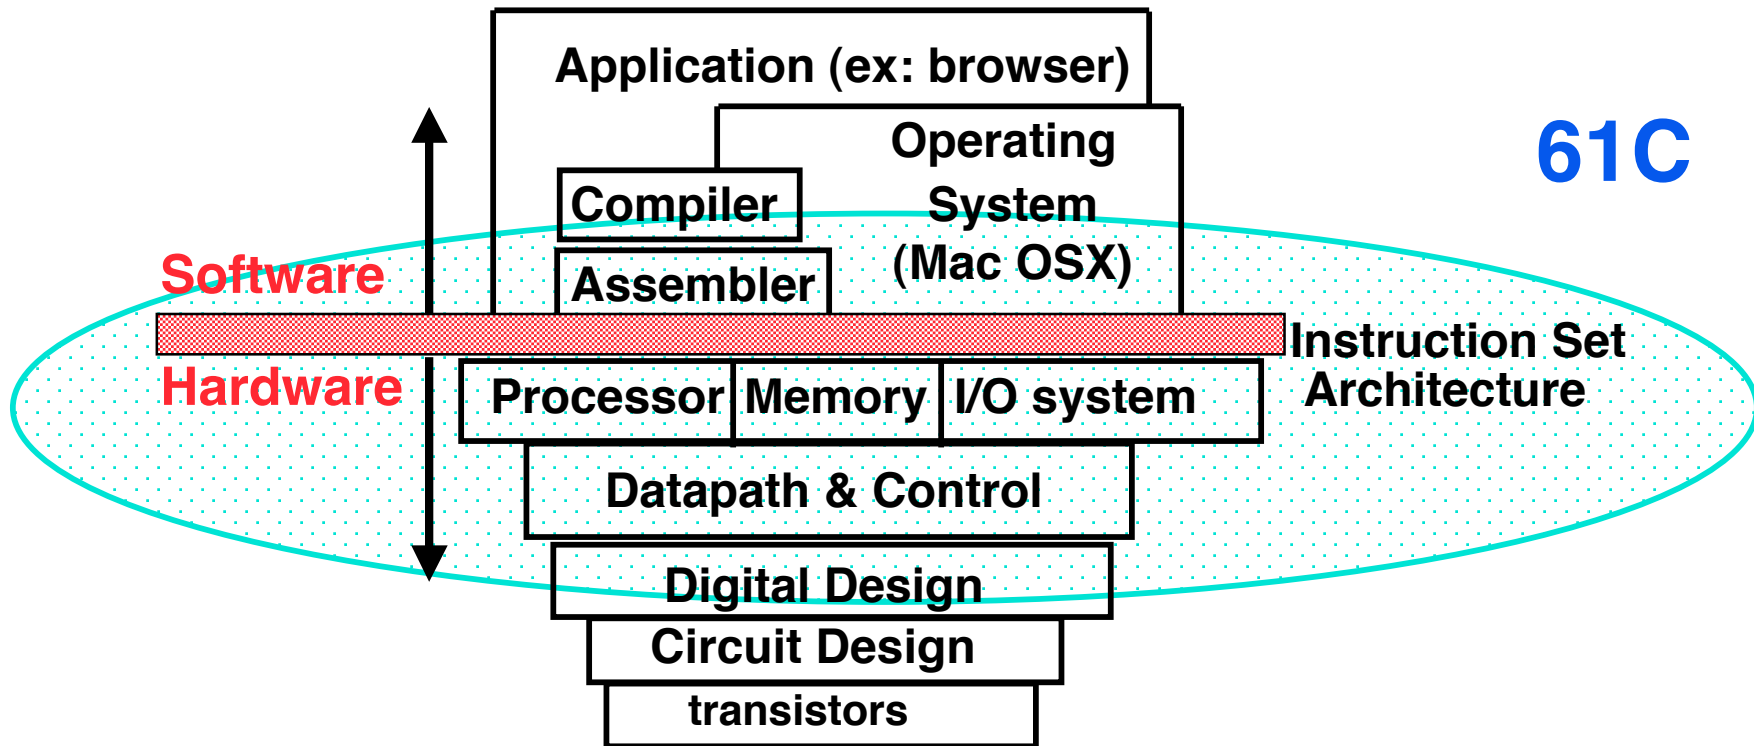 Application (ex: browser)
61C
Operating
System
(Mac OSX)
Compiler
Assembler
Software
Hardware
Instruction Set
Architecture
Processor
Memory
I/O system
Datapath & Control
Digital Design
Circuit Design
transistors